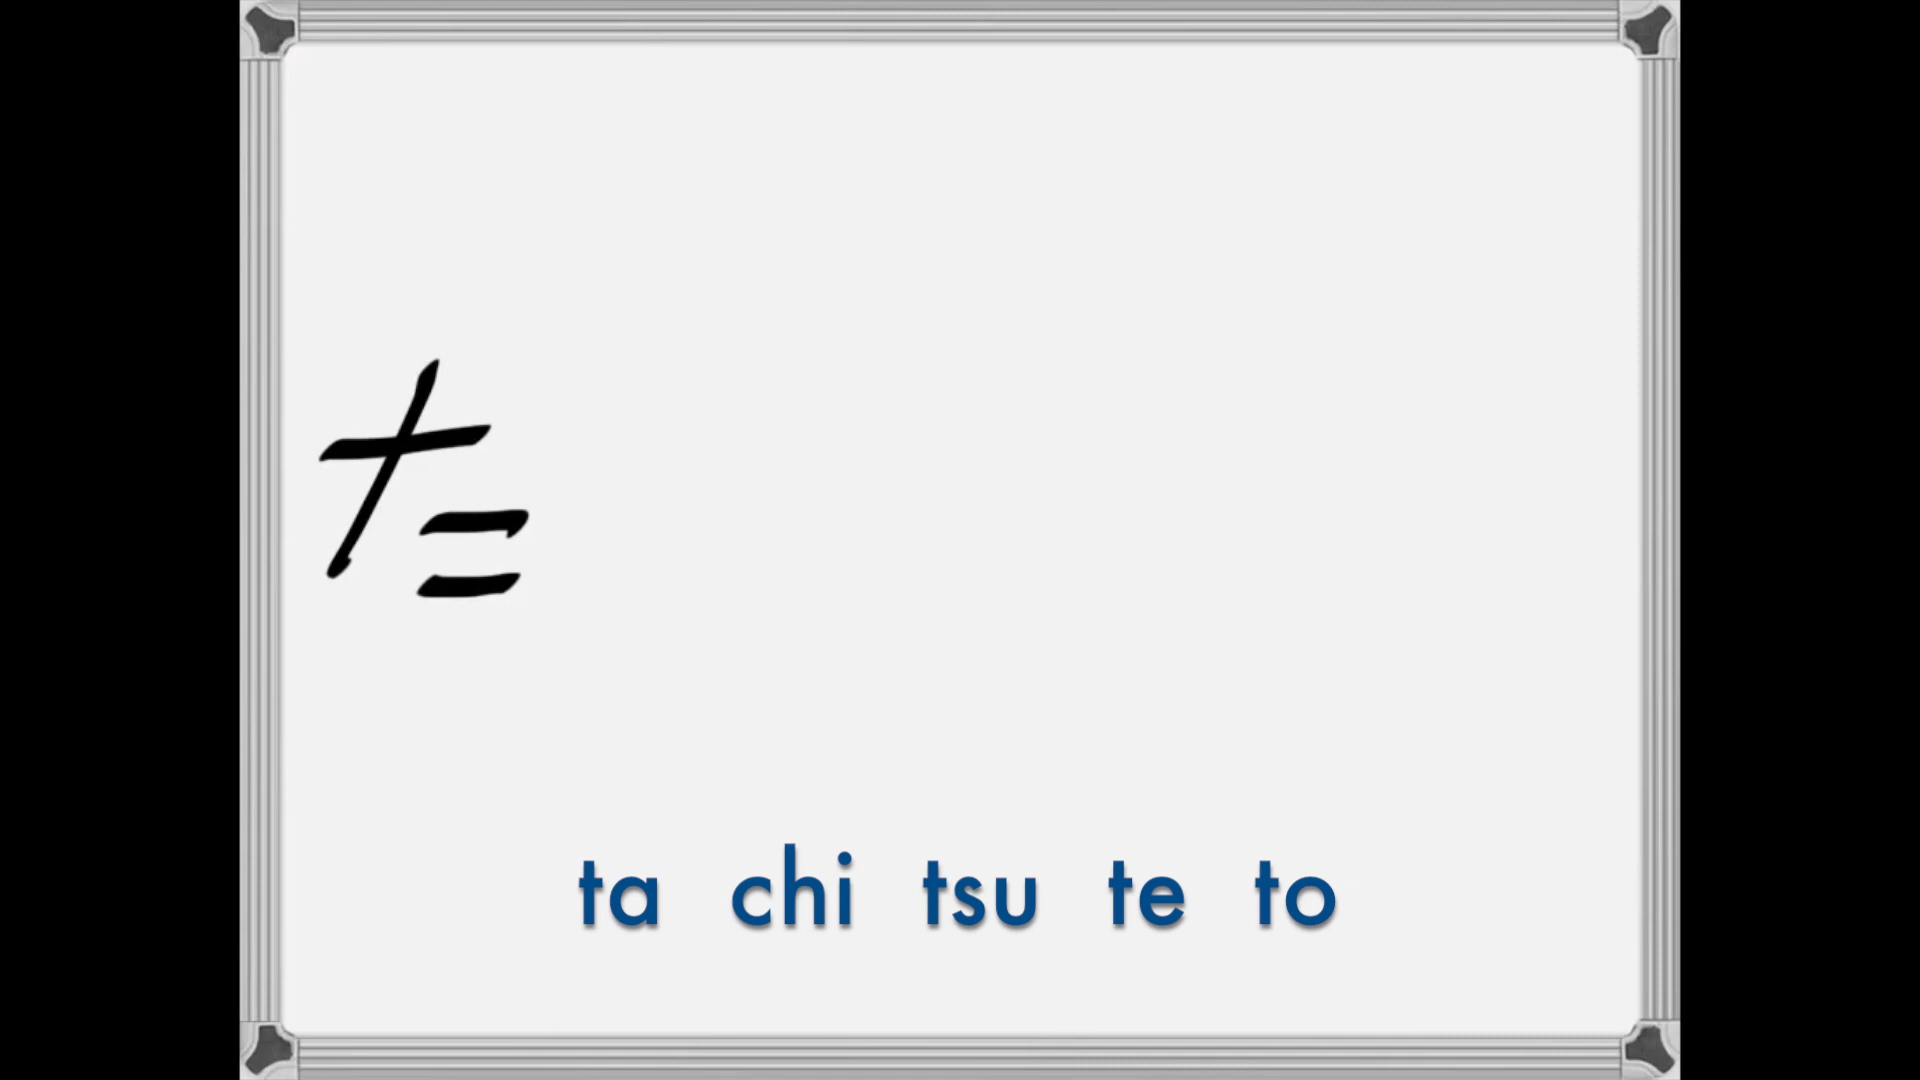 た
ta chi tsu te to